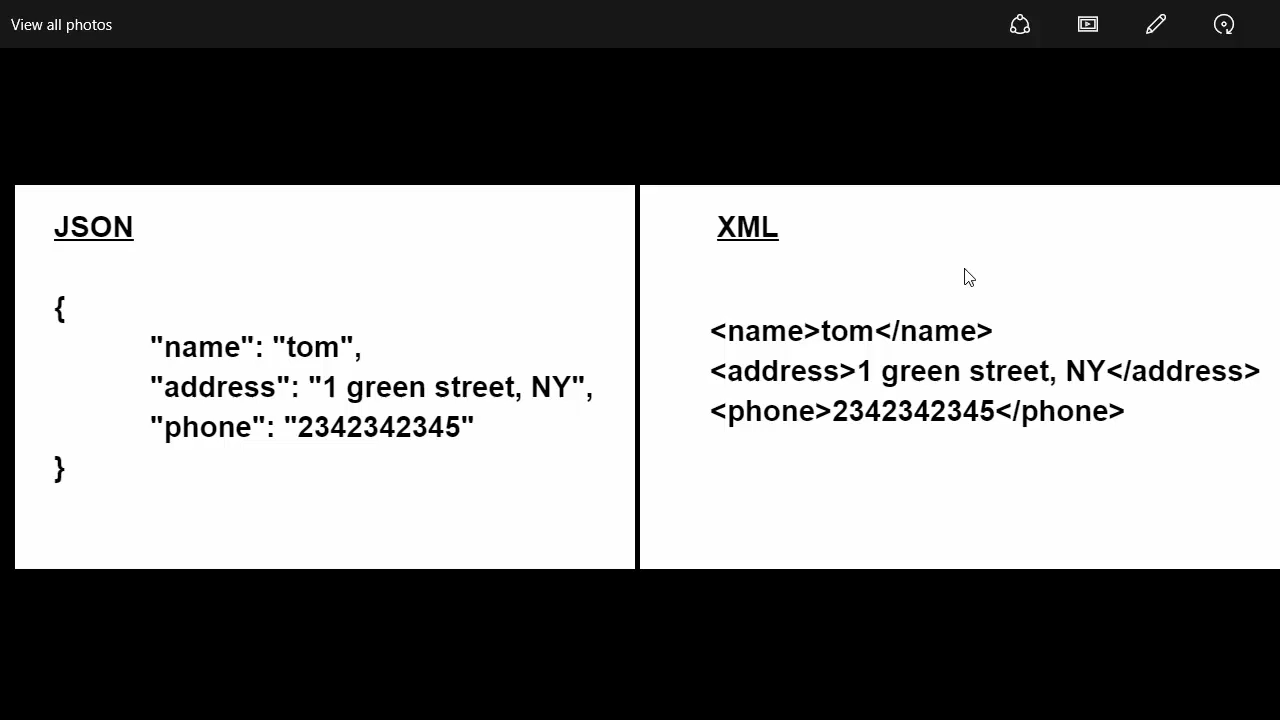 View all photos
JSON
{
"name": "tom",
"address": "1 green street, NY",
"phone": "2342342345"
}
XML
<name>tom</name>
<address>1 green street, NY</address>
<phone>2342342345</phone>